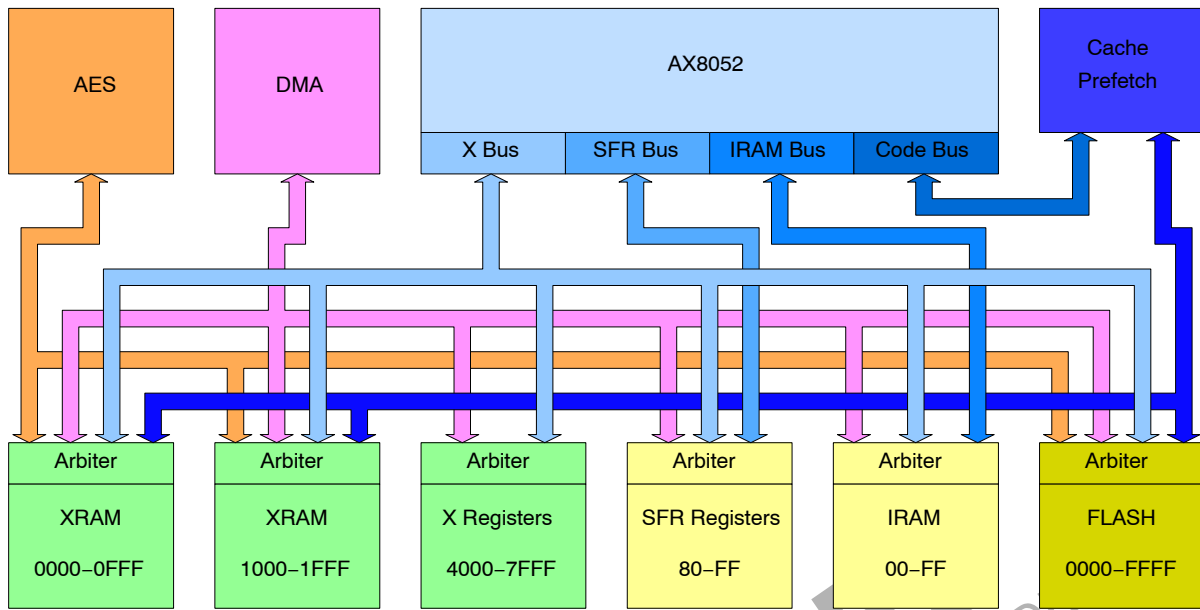 AES
DMA
AX8052
Cache
Prefetch
X Bus
SFR Bus
IRAM Bus
Code Bus
Arbiter
XRAM
0000−0FFF
Arbiter
XRAM
1000−1FFF
Arbiter
X Registers
4000−7FFF
Arbiter
SFR Registers
80−FF
Arbiter
IRAM
00−FF
Arbiter
FLASH
0000−FFFF